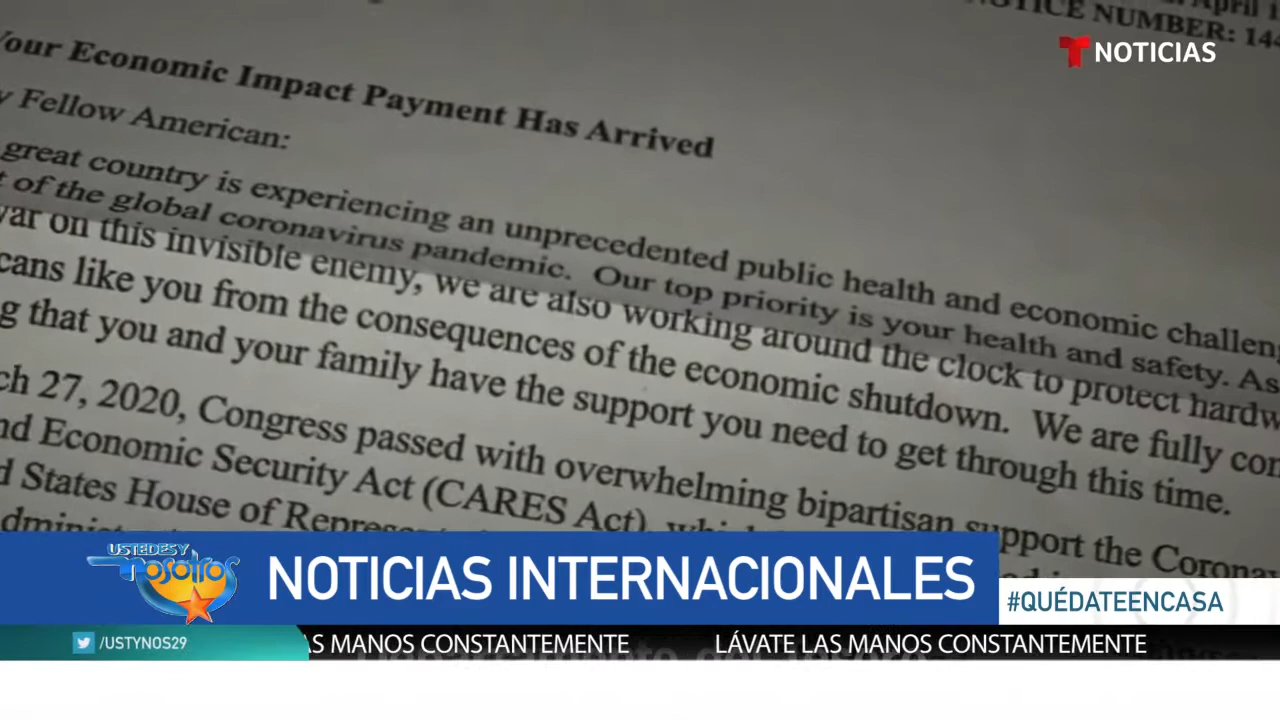 April 1
NOTICE NUMBER: 144
NOTICIAS
Your Economic Impact Payment Has Arrived
Fellow American:
great country is experiencing an unprecedented public health and economic challen
of the global coronavirus pandemic. Our top priority is your health and safety. As
war on this invisible enemy, we are also working around the clock to protect hardw
cans like you from the consequences of the economic shutdown. We are fully con
g that you and your family have the support you need to get through this time.
ch 27, 2020, Congress passed with overwhelming bipartisan support the Coronav
nd Economic Security Act (CARES Act),
d States House of
USTEDES Y
nosotros
NOTICIAS INTERNACIONALES
#QUÉDATEENCASA
/USTYNOS29
AS MANOS CONSTANTEMENTE LÁVATE LAS MANOS CONSTANTEMENTE